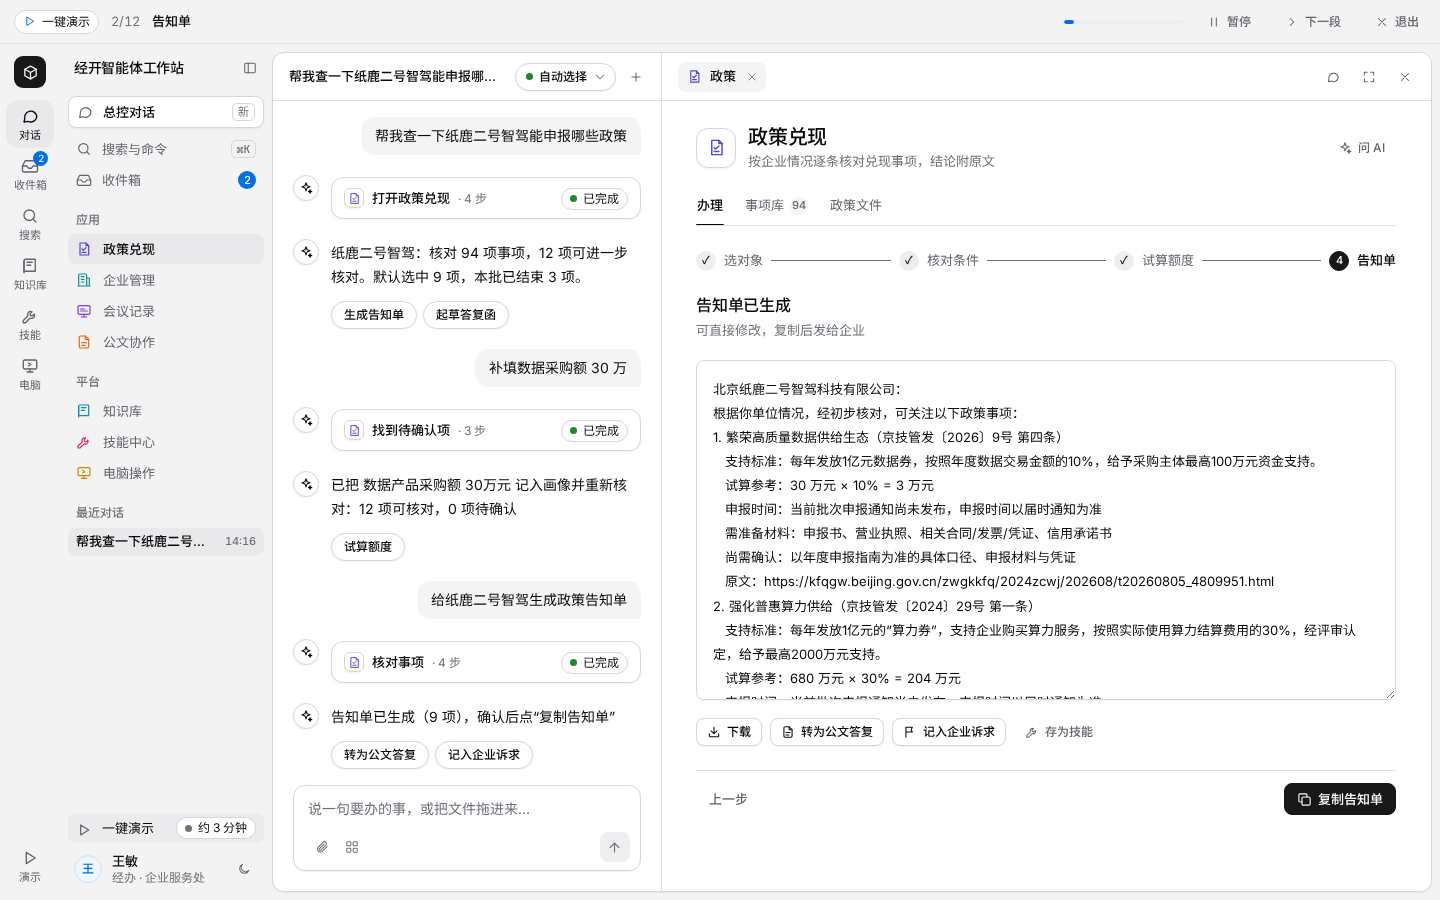 一键演示
2/12
告知单
暂停
下一段
退出
对话
2
收件箱
搜索
知识库
技能
电脑
演示
经开智能体工作站
总控对话
新
搜索与命令
⌘K
收件箱
2
应用
政策兑现
企业管理
会议记录
公文协作
平台
知识库
技能中心
电脑操作
最近对话
帮我查一下纸鹿二号...
14:16
一键演示
约 3 分钟
王
王敏
经办 · 企业服务处
帮我查一下纸鹿二号智驾能申报哪...
自动选择
帮我查一下纸鹿二号智驾能申报哪些政策
打开政策兑现 · 4 步
已完成
纸鹿二号智驾：核对 94 项事项，12 项可进一步
核对。默认选中 9 项，本批已结束 3 项。
生成告知单
起草答复函
补填数据采购额 30 万
找到待确认项 · 3 步
已完成
已把 数据产品采购额 30万元 记入画像并重新核
对：12 项可核对，0 项待确认
试算额度
给纸鹿二号智驾生成政策告知单
核对事项 · 4 步
已完成
告知单已生成（9 项），确认后点“复制告知单”
转为公文答复
记入企业诉求
说一句要办的事，或把文件拖进来...
政策
政策兑现
按企业情况逐条核对兑现事项，结论附原文
问 AI
办理
事项库 94
政策文件
✓ 选对象
✓ 核对条件
✓ 试算额度
4 告知单
告知单已生成
可直接修改，复制后发给企业
北京纸鹿二号智驾科技有限公司：
根据你单位情况，经初步核对，可关注以下政策事项：
1. 繁荣高质量数据供给生态（京技管发〔2026〕9号 第四条）
支持标准：每年发放1亿元数据券，按照年度数据交易金额的10%，给予采购主体最高100万元资金支持。
试算参考：30 万元 × 10% = 3 万元
申报时间：当前批次申报通知尚未发布，申报时间以届时通知为准
需准备材料：申报书、营业执照、相关合同/发票/凭证、信用承诺书
尚需确认：以年度申报指南为准的具体口径、申报材料与凭证
原文：https://kfqgw.beijing.gov.cn/zwgkkfq/2024zcwj/202608/t20260805_4809951.html
2. 强化普惠算力供给（京技管发〔2024〕29号 第一条）
支持标准：每年发放1亿元的“算力券”，支持企业购买算力服务，按照实际使用算力结算费用的30%，经评审认
定，给予最高2000万元支持。
试算参考：680 万元 × 30% = 204 万元
申报时间：当前批次申报通知尚未发布，申报时间以届时通知为准
下载
转为公文答复
记入企业诉求
存为技能
上一步
复制告知单